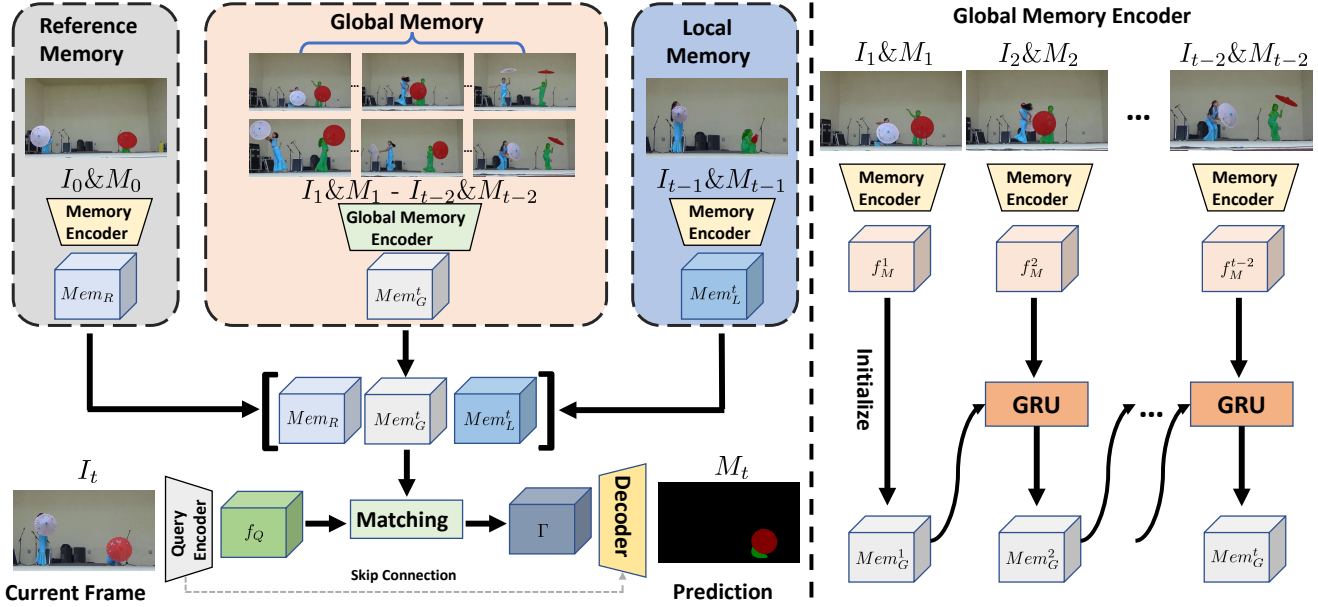 Reference
Memory
I_0&M_0
Memory
Encoder
Mem_R
Global Memory
... ...
... ...
I_1&M_1 - I_{t-2}&M_{t-2}
Global Memory
Encoder
Mem_G^t
Local
Memory
I_{t-1}&M_{t-1}
Memory
Encoder
Mem_L^t
[ Mem_R Mem_G^t Mem_L^t ]
I_t
Current Frame
Query
Encoder
f_Q
Matching
Γ
Decoder
Skip Connection
M_t
Prediction
Global Memory Encoder
I_1&M_1 I_2&M_2 I_{t-2}&M_{t-2}
...
Memory
Encoder
Memory
Encoder
Memory
Encoder
f_M^1 f_M^2 f_M^{t-2}
Initialize
GRU ... GRU
Mem_G^1 Mem_G^2 Mem_G^t